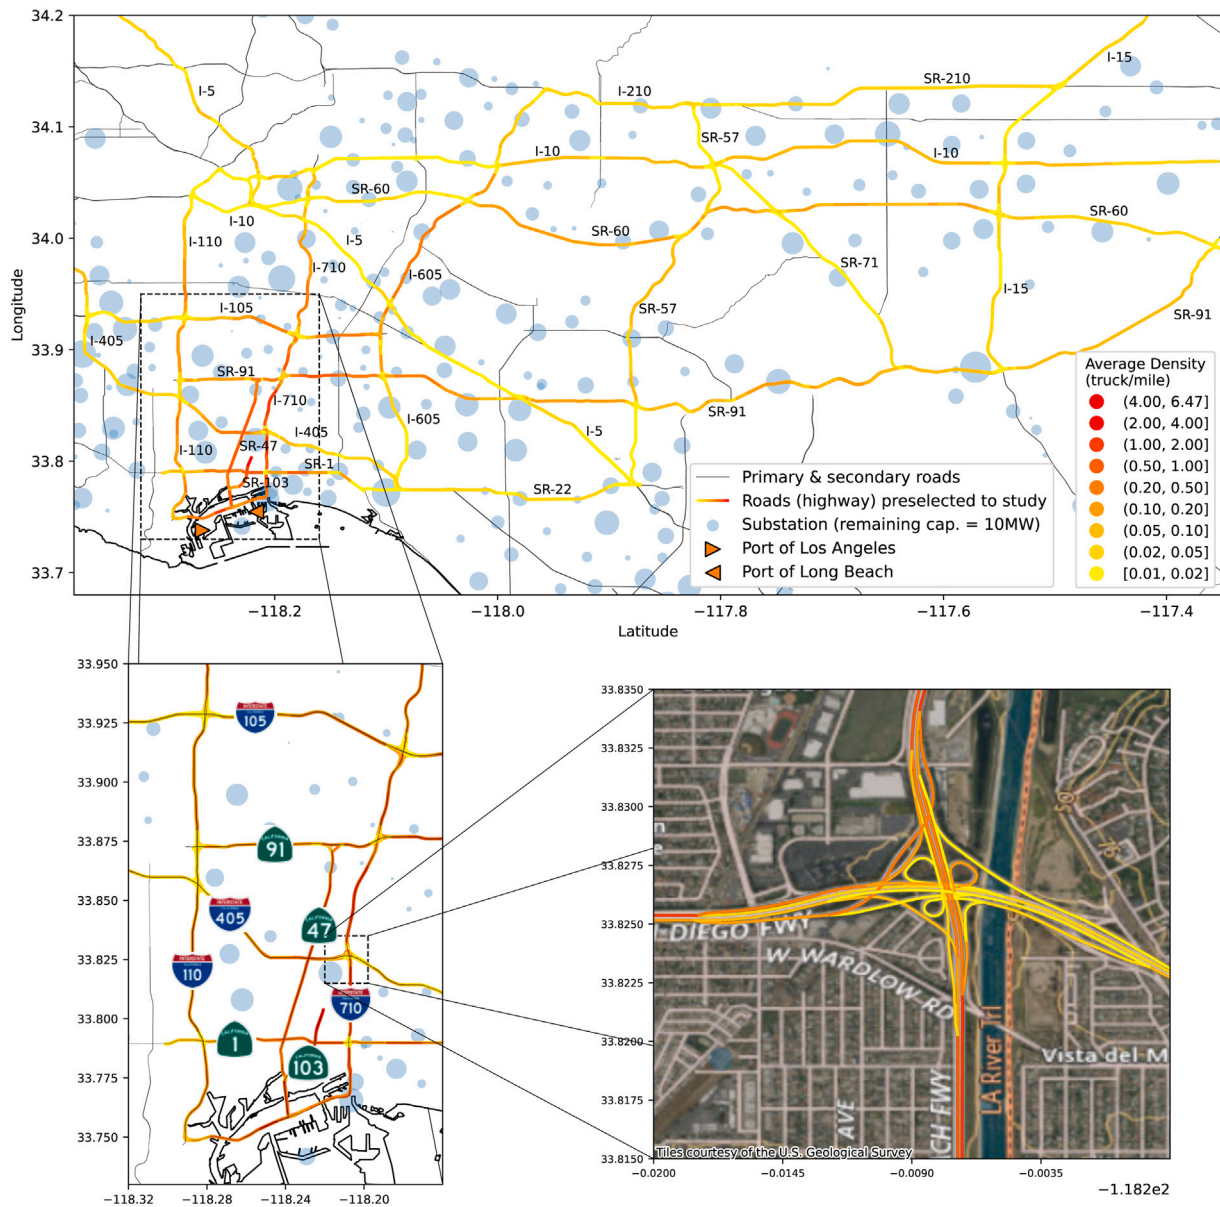 34.2
34.1
34.0
33.9
33.8
33.7
Longitude
−118.2
−118.0
−117.8
−117.6
−117.4
Latitude
I-5
I-210
SR-210
I-15
SR-57
I-10
I-10
SR-60
I-10
I-110
I-5
SR-60
SR-60
I-710
I-605
SR-71
I-15
I-105
SR-57
SR-91
I-405
SR-91
I-710
SR-91
I-605
I-405
I-5
I-110
SR-47
SR-1
SR-103
SR-22
Average Density
(truck/mile)
(4.00, 6.47]
(2.00, 4.00]
(1.00, 2.00]
(0.50, 1.00]
(0.20, 0.50]
(0.10, 0.20]
(0.05, 0.10]
(0.02, 0.05]
[0.01, 0.02]
Primary & secondary roads
Roads (highway) preselected to study
Substation (remaining cap. = 10MW)
Port of Los Angeles
Port of Long Beach
33.950
33.925
33.900
33.875
33.850
33.825
33.800
33.775
33.750
−118.32
−118.28
−118.24
−118.20
INTERSTATE
105
CALIFORNIA
91
INTERSTATE
405
CALIFORNIA
47
INTERSTATE
110
INTERSTATE
710
CALIFORNIA
1
CALIFORNIA
103
33.8350
33.8325
33.8300
33.8275
33.8250
33.8225
33.8200
33.8175
33.8150
−0.0200
−0.0145
−0.0090
−0.0035
−1.182e2
DIEGO FWY
W WARDLOW RD
LA River Trl
Vista del M
AVE
CH FWY
Tiles courtesy of the U.S. Geological Survey